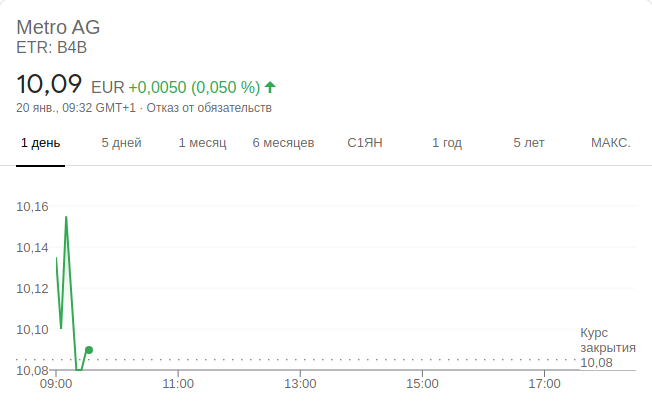 Metro AG
ETR: B4B
10,09 EUR +0,0050 (0,050 %)
20 янв., 09:32 GMT+1 · Отказ от обязательств
1 день 5 дней 1 месяц 6 месяцев С1ЯН 1 год 5 лет МАКС.
10,16
10,14
10,12
10,10
10,08
Курс
закрытия
10,08
09:00 11:00 13:00 15:00 17:00